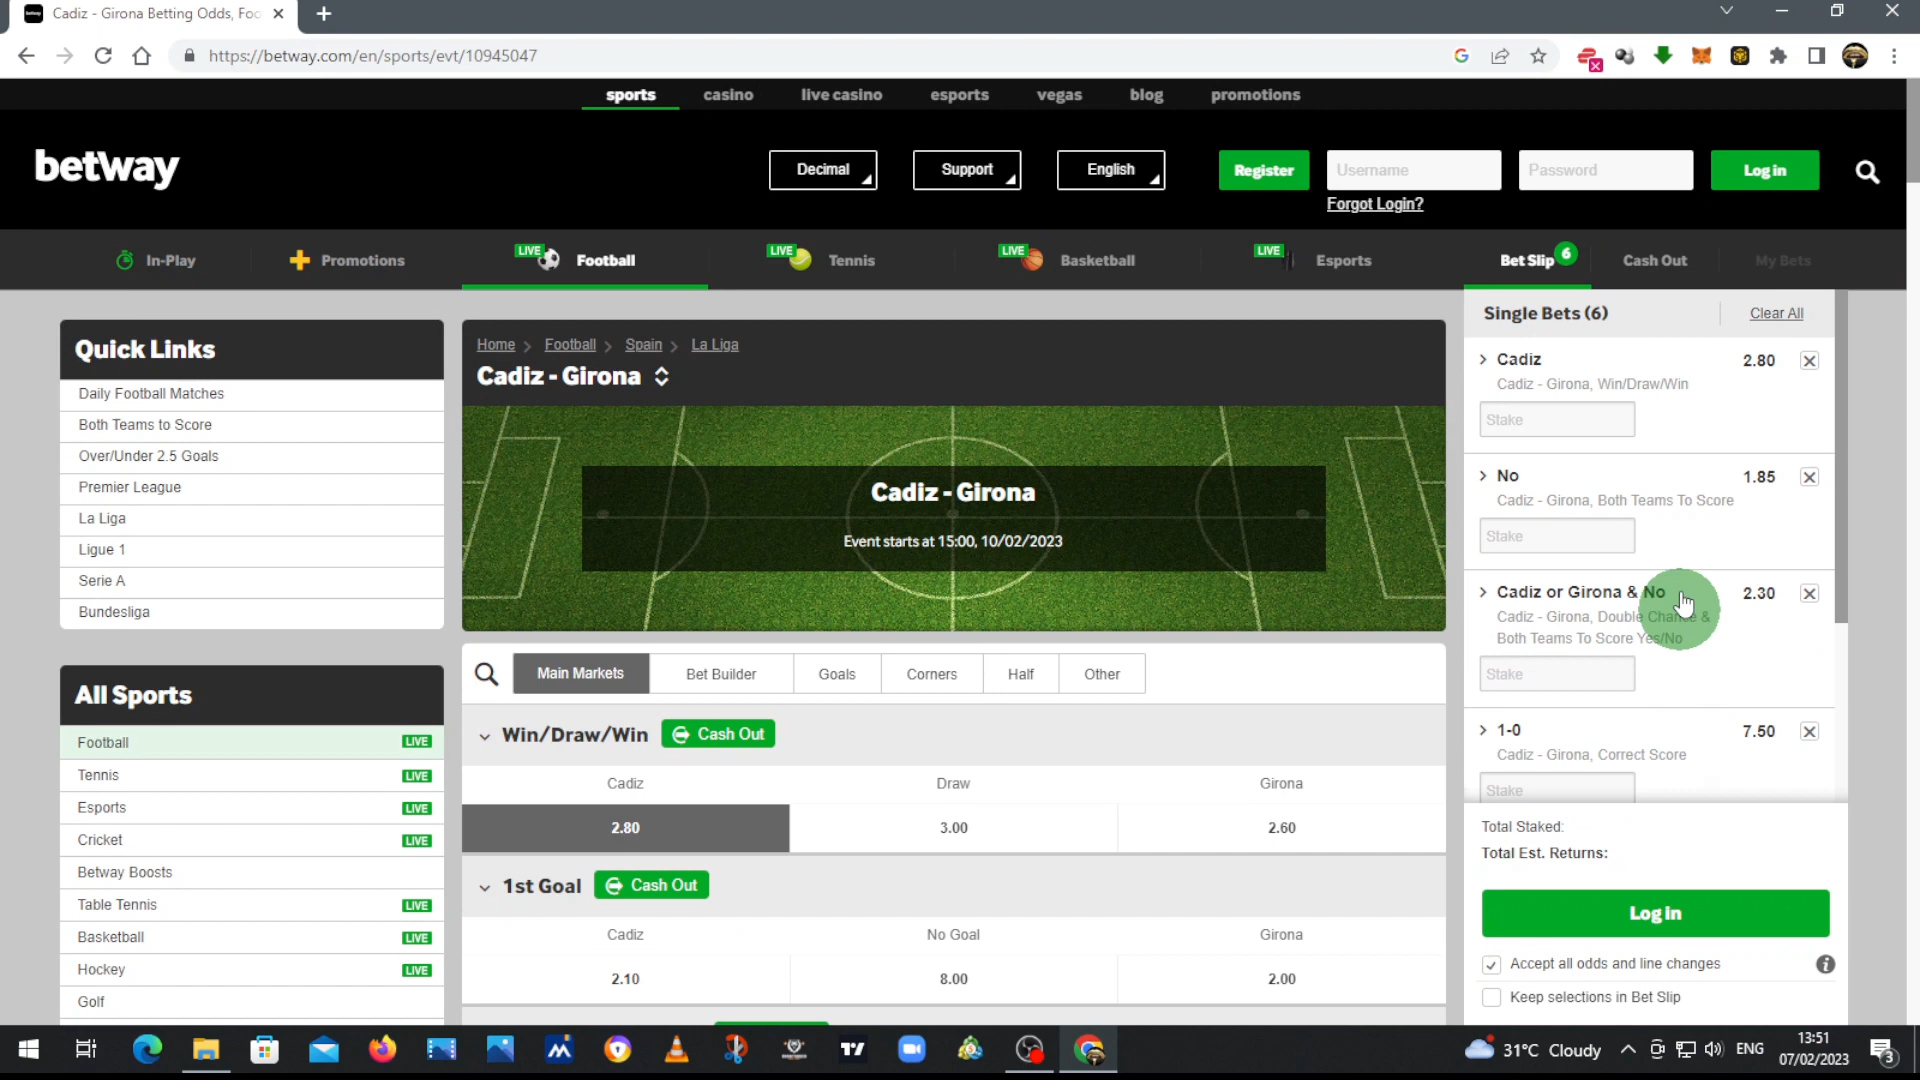 Cadiz - Girona Betting Odds, Foo
https://betway.com/en/sports/evt/10945047
sports casino live casino esports vegas blog promotions
betway
Decimal Support English Register Username Password Log in
Forgot Login?
In-Play Promotions LIVE Football LIVE Tennis LIVE Basketball LIVE Esports Bet Slip 6 Cash Out My Bets
Quick Links
Daily Football Matches
Both Teams to Score
Over/Under 2.5 Goals
Premier League
La Liga
Ligue 1
Serie A
Bundesliga
All Sports
Football LIVE
Tennis LIVE
Esports LIVE
Cricket LIVE
Betway Boosts
Table Tennis LIVE
Basketball LIVE
Hockey LIVE
Golf
Home Football Spain La Liga
Cadiz - Girona
Cadiz - Girona
Event starts at 15:00, 10/02/2023
Main Markets Bet Builder Goals Corners Half Other
Win/Draw/Win Cash Out
Cadiz Draw Girona
2.80 3.00 2.60
1st Goal Cash Out
Cadiz No Goal Girona
2.10 8.00 2.00
Single Bets (6) Clear All
Cadiz 2.80
Cadiz - Girona, Win/Draw/Win
Stake
No 1.85
Cadiz - Girona, Both Teams To Score
Stake
Cadiz or Girona & No 2.30
Cadiz - Girona, Double Chance &
Both Teams To Score Yes/No
Stake
1-0 7.50
Cadiz - Girona, Correct Score
Stake
Total Staked:
Total Est. Returns:
Log in
Accept all odds and line changes
Keep selections in Bet Slip
31°C Cloudy ENG 13:51
07/02/2023 3